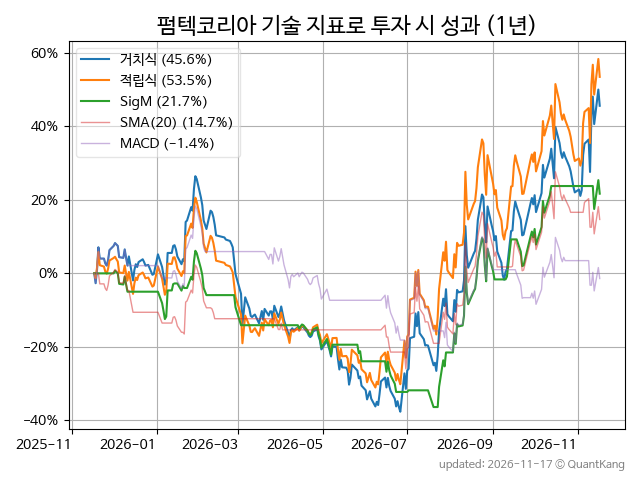 펌텍코리아 기술 지표로 투자 시 성과 (1년)
거치식 (45.6%)
적립식 (53.5%)
SigM (21.7%)
SMA(20) (14.7%)
MACD (−1.4%)
60%
40%
20%
0%
−20%
−40%
2025-11
2026-01
2026-03
2026-05
2026-07
2026-09
2026-11
updated: 2026-11-17 © QuantKang